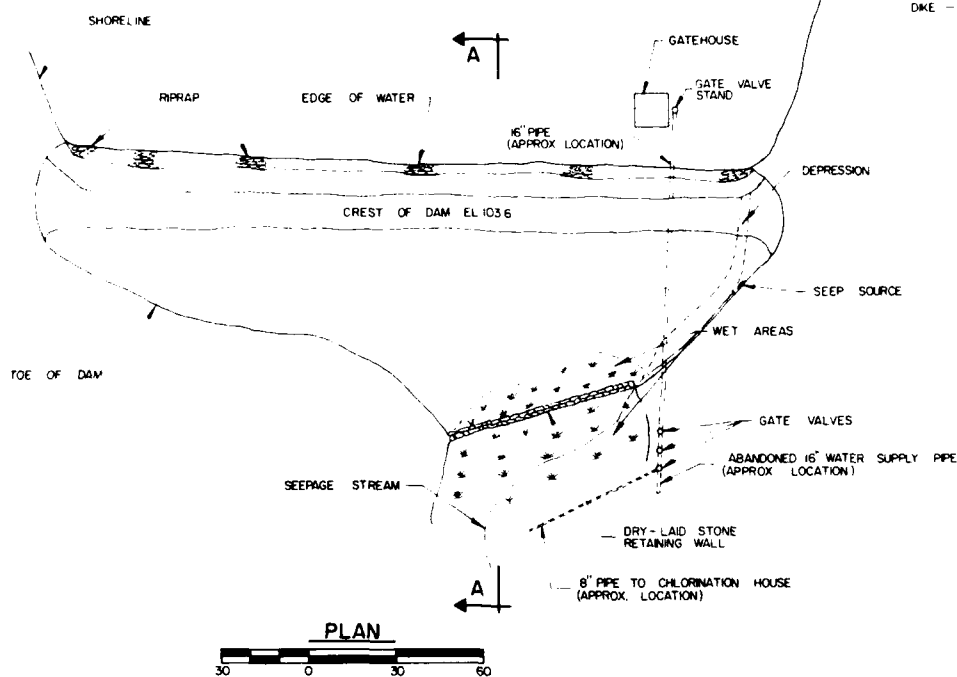 DIKE –
SHORELINE
A
GATEHOUSE
GATE VALVE
STAND
RIPRAP
EDGE OF WATER
16" PIPE
(APPROX LOCATION)
DEPRESSION
CREST OF DAM EL 103.6
SEEP SOURCE
WET AREAS
TOE OF DAM
GATE VALVES
ABANDONED 16" WATER SUPPLY PIPE
(APPROX LOCATION)
SEEPAGE STREAM
DRY-LAID STONE
RETAINING WALL
8" PIPE TO CHLORINATION HOUSE
(APPROX. LOCATION)
A
PLAN
30 0 30 60